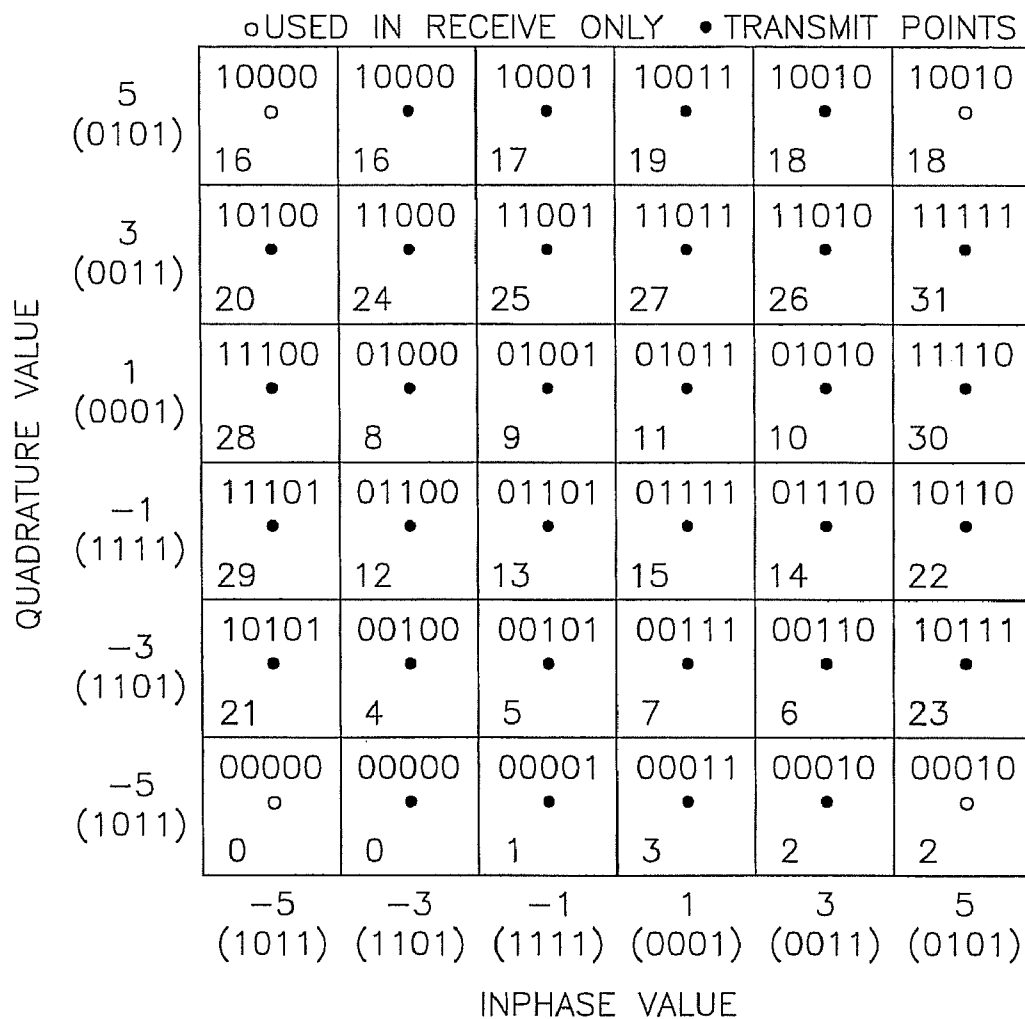 ○USED IN RECEIVE ONLY ●TRANSMIT POINTS
10000 10000 10001 10011 10010 10010
5
(0101)
16 16 17 19 18 18
10100 11000 11001 11011 11010 11111
3
(0011)
20 24 25 27 26 31
11100 01000 01001 01011 01010 11110
1
(0001)
28 8 9 11 10 30
11101 01100 01101 01111 01110 10110
-1
(1111)
29 12 13 15 14 22
10101 00100 00101 00111 00110 10111
-3
(1101)
21 4 5 7 6 23
00000 00000 00001 00011 00010 00010
-5
(1011)
0 0 1 3 2 2
QUADRATURE VALUE
-5 -3 -1 1 3 5
(1011) (1101) (1111) (0001) (0011) (0101)
INPHASE VALUE